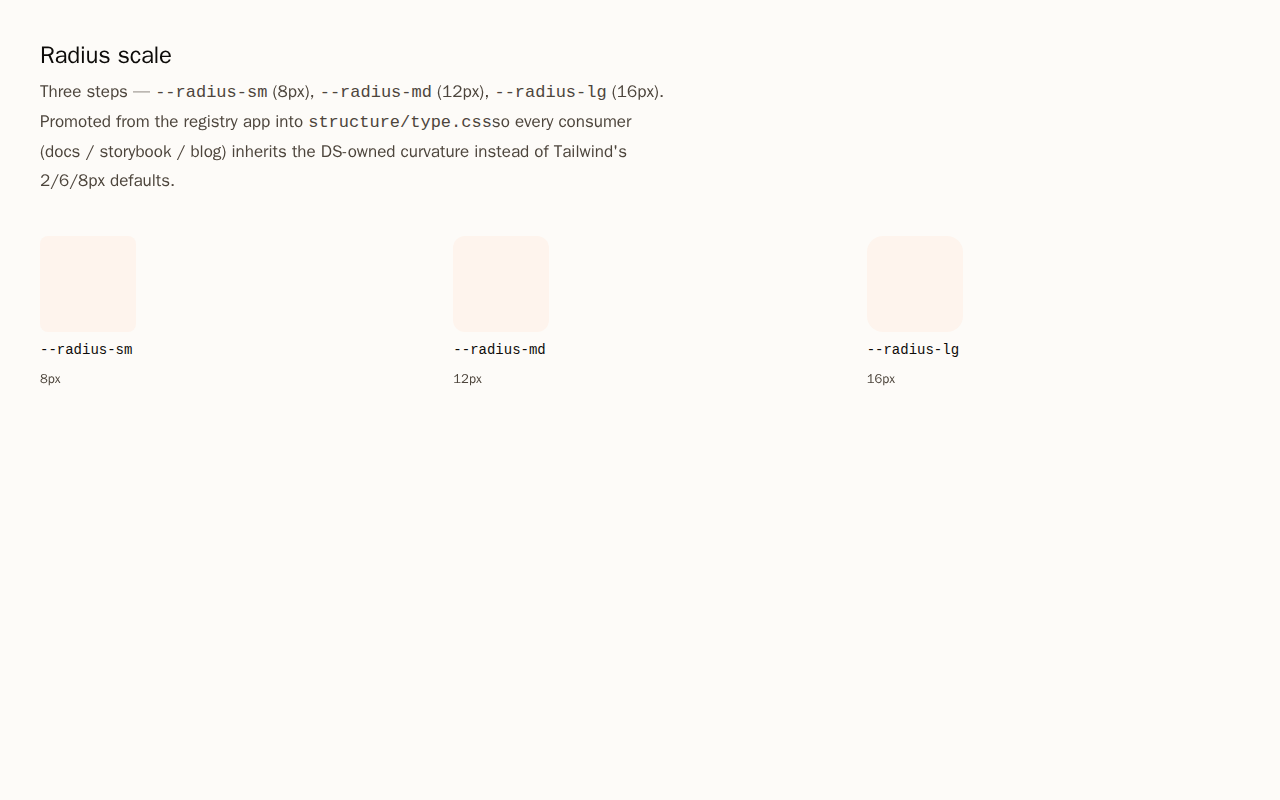 Radius scale
Three steps — --radius-sm (8px), --radius-md (12px), --radius-lg (16px).
Promoted from the registry app into structure/type.cssso every consumer
(docs / storybook / blog) inherits the DS-owned curvature instead of Tailwind's
2/6/8px defaults.
--radius-sm
8px
--radius-md
12px
--radius-lg
16px